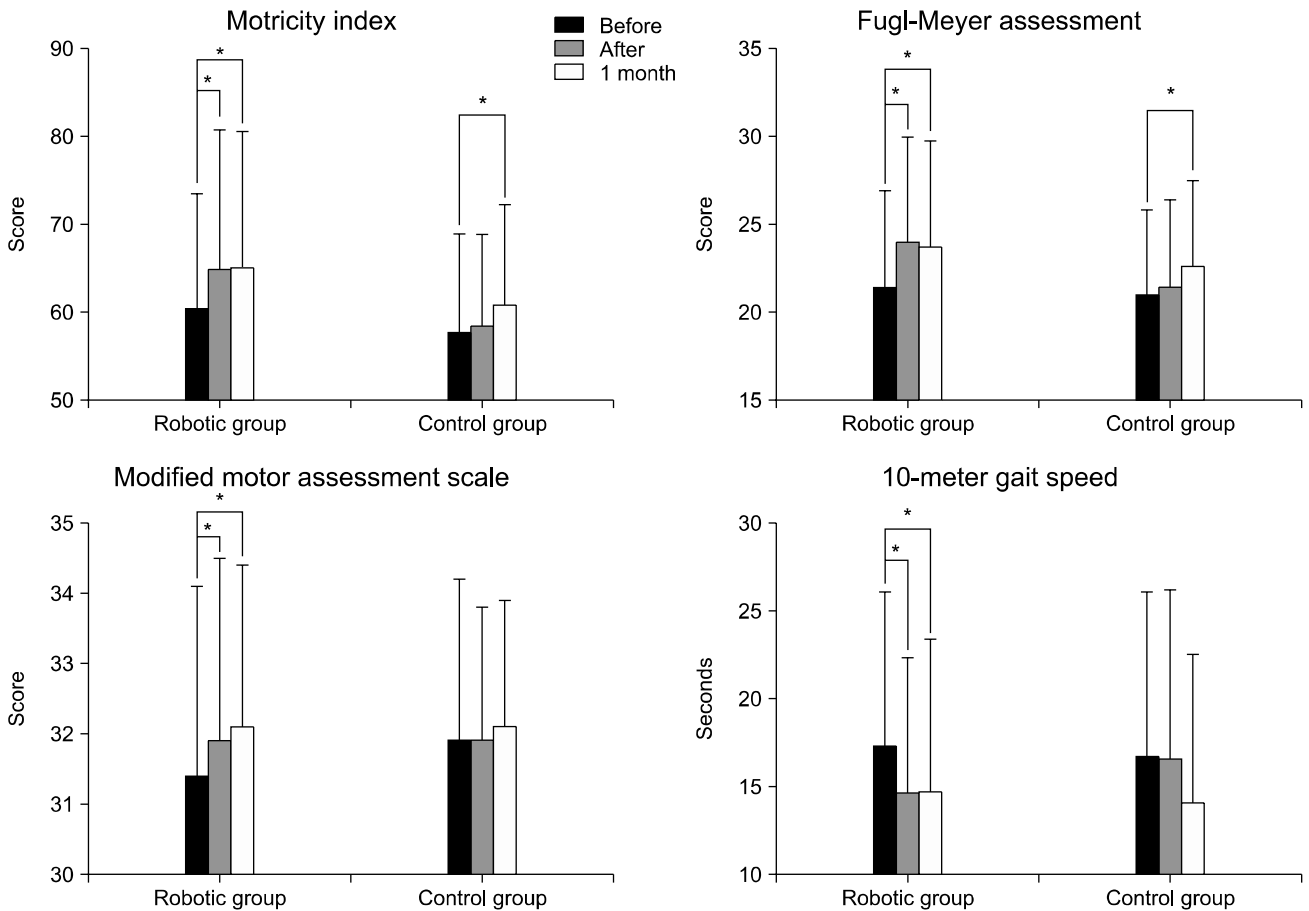 Motricity index
Before
After
1 month
90
80
70
60
50
Score
*
*
*
Robotic group
Control group
Fugl-Meyer assessment
35
30
25
20
15
Score
*
*
*
Robotic group
Control group
Modified motor assessment scale
35
34
33
32
31
30
Score
*
*
Robotic group
Control group
10-meter gait speed
30
25
20
15
10
Seconds
*
*
Robotic group
Control group